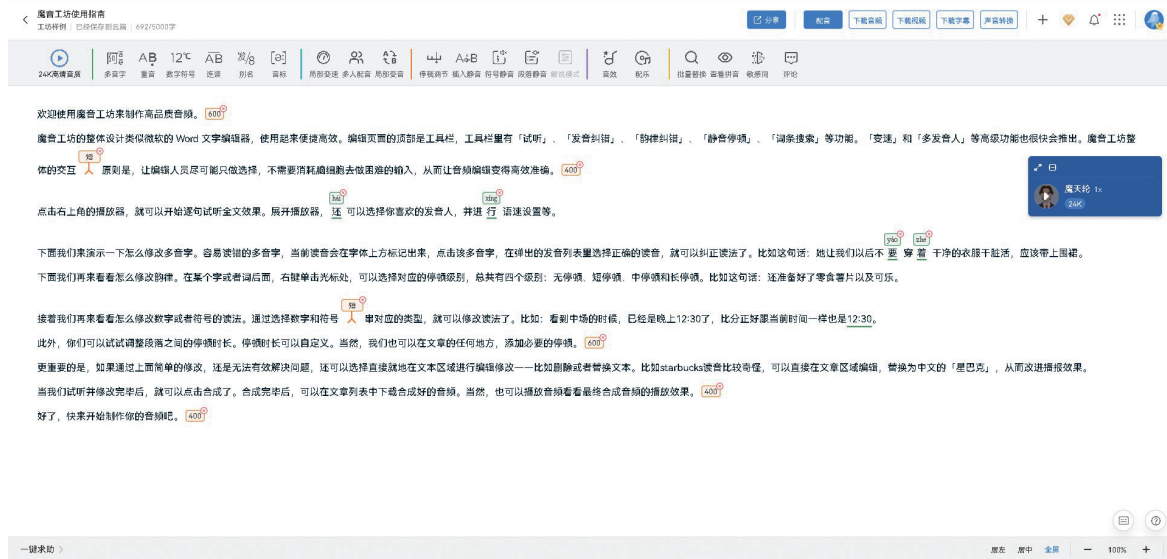 魔音工坊使用指南
工坊样例 | 已经保存到云端 | 692/5000字
分享 配音 下载音频 下载视频 下载字幕 声音转换
24K高清音质 多音字 重音 数字符号 连读 别名 音标 局部变速 多人配音 局部变音 停顿调节 插入静音 符号静音 段落静音 解说模式 音效 配乐 批量替换 查看拼音 敏感词 评论
欢迎使用魔音工坊来制作高品质音频。 600
魔音工坊的整体设计类似微软的 Word 文字编辑器，使用起来便捷高效。编辑页面的顶部是工具栏，工具栏里有「试听」、「发音纠错」、「韵律纠错」、「静音停顿」、「词条搜索」等功能。「变速」和「多发音人」等高级功能也很快会推出。魔音工坊整
短
体的交互 原则是，让编辑人员尽可能只做选择，不需要消耗脑细胞去做困难的输入，从而让音频编辑变得高效准确。 400
魔天轮 1x
24K
hái xíng
点击右上角的播放器，就可以开始逐句试听全文效果。展开播放器，还 可以选择你喜欢的发音人，并进 行 语速设置等。
yào zhe
下面我们来演示一下怎么修改多音字。容易读错的多音字，当前读音会在字体上方标记出来，点击该多音字，在弹出的发音列表里选择正确的读音，就可以纠正读法了。比如这句话：她让我们以后不 要 穿 着 干净的衣服干脏活，应该带上围裙。
下面我们再来看看怎么修改韵律。在某个字或者词后面，右键单击光标处，可以选择对应的停顿级别，总共有四个级别：无停顿、短停顿、中停顿和长停顿。比如这句话：还准备好了零食薯片以及可乐。
短
接着我们再来看看怎么修改数字或者符号的读法。通过选择数字和符号 串对应的类型，就可以修改读法了。比如：看到中场的时候，已经是晚上12:30了，比分正好跟当前时间一样也是12:30。
此外，你们可以试试调整段落之间的停顿时长。停顿时长可以自定义。当然，我们也可以在文章的任何地方，添加必要的停顿。 600
更重要的是，如果通过上面简单的修改，还是无法有效解决问题，还可以选择直接就地在文本区域进行编辑修改——比如删除或者替换文本。比如starbucks读音比较奇怪，可以直接在文章区域编辑，替换为中文的「星巴克」，从而改进播报效果。
当我们试听并修改完毕后，就可以点击合成了。合成完毕后，可以在文章列表中下载合成好的音频。当然，也可以播放音频看看最终合成音频的播放效果。 400
好了，快来开始制作你的音频吧。 400
一键求助 居左 居中 全屏 100%